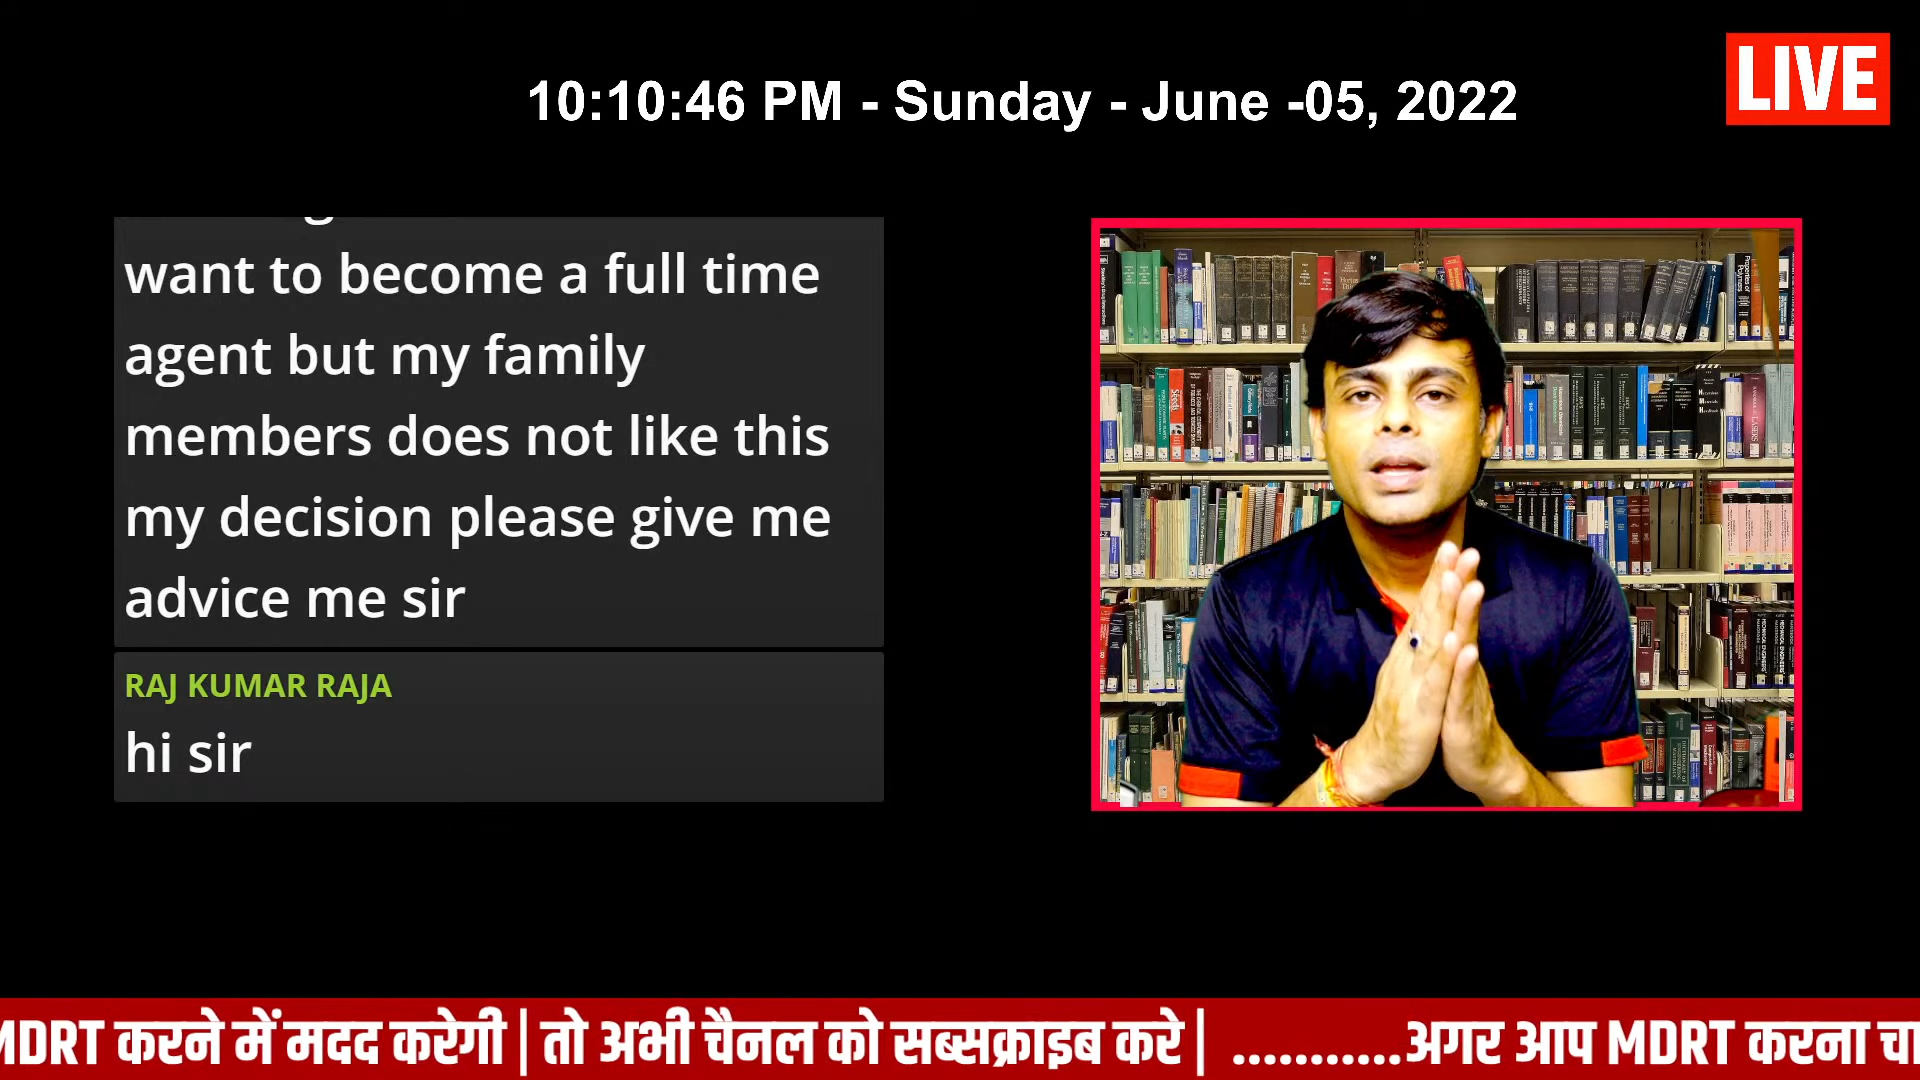 10:10:46 PM - Sunday - June -05, 2022
LIVE
want to become a full time
agent but my family
members does not like this
my decision please give me
advice me sir
RAJ KUMAR RAJA
hi sir
MDRT करने में मदद करेगी | तो अभी चैनल को सब्सक्राइब करे | ...........अगर आप MDRT करना चा